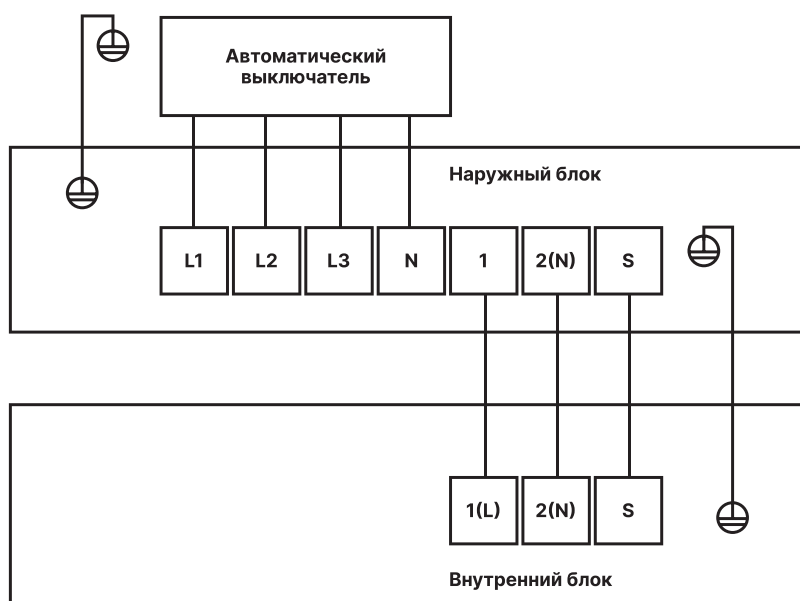 Автоматический
выключатель
Наружный блок
L1 L2 L3 N 1 2(N) S
1(L) 2(N) S
Внутренний блок